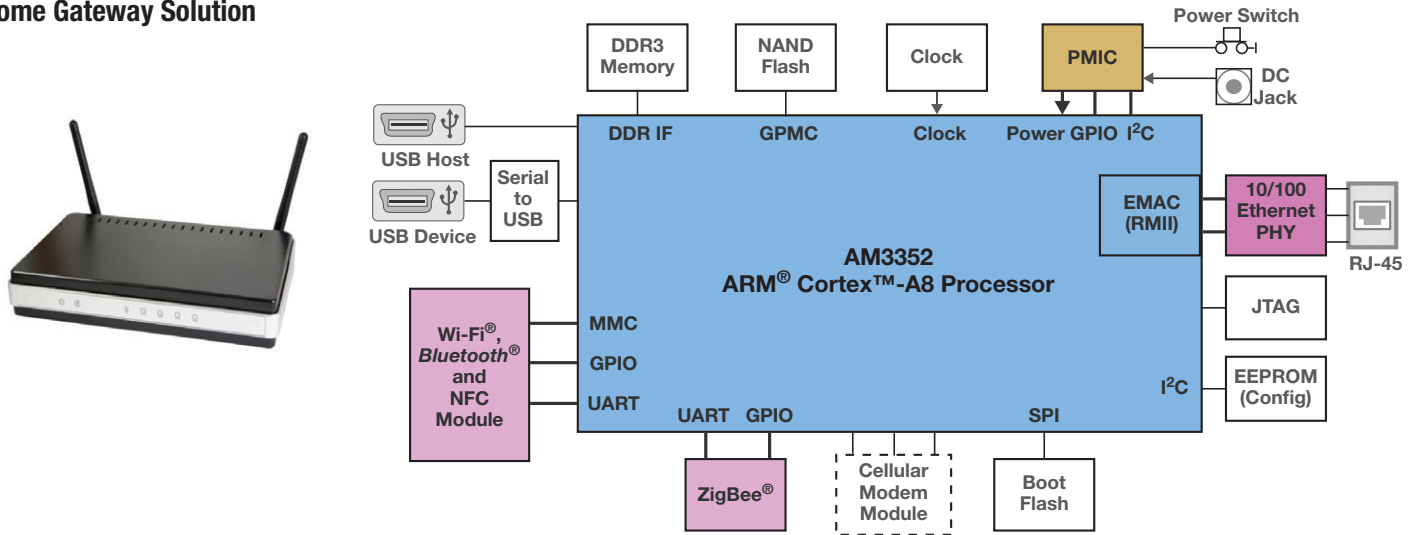 ome Gateway Solution
Power Switch
DDR3
Memory
NAND
Flash
Clock
PMIC
DC
Jack
USB Host
DDR IF
GPMC
Clock
Power GPIO I²C
Serial
to
USB
USB Device
EMAC
(RMII)
10/100
Ethernet
PHY
RJ-45
AM3352
ARM® Cortex™-A8 Processor
JTAG
Wi-Fi®,
Bluetooth®
and
NFC
Module
MMC
GPIO
UART
I²C
EEPROM
(Config)
UART GPIO
SPI
ZigBee®
Cellular
Modem
Module
Boot
Flash